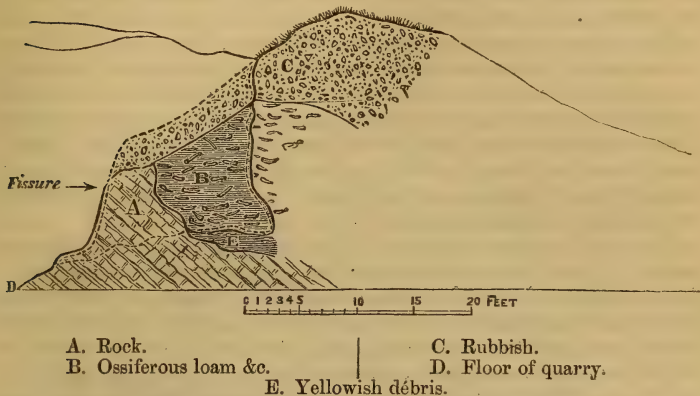 C
B
Fissure
A
E
D
0 1 2 3 4 5 10 15 20 FEET
A. Rock.
C. Rubbish.
B. Ossiferous loam &c.
D. Floor of quarry.
E. Yellowish débris.